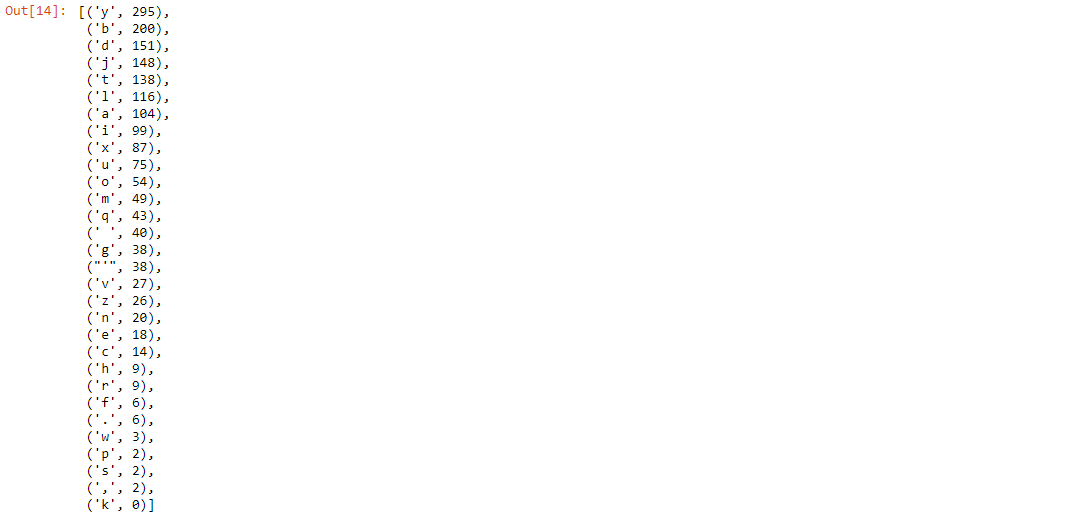 Out[14]: [('y', 295),
('b', 200),
('d', 151),
('j', 148),
('t', 138),
('l', 116),
('a', 104),
('i', 99),
('x', 87),
('u', 75),
('o', 54),
('m', 49),
('q', 43),
(' ', 40),
('g', 38),
("'", 38),
('v', 27),
('z', 26),
('n', 20),
('e', 18),
('c', 14),
('h', 9),
('r', 9),
('f', 6),
('.', 6),
('w', 3),
('p', 2),
('s', 2),
(',', 2),
('k', 0)]